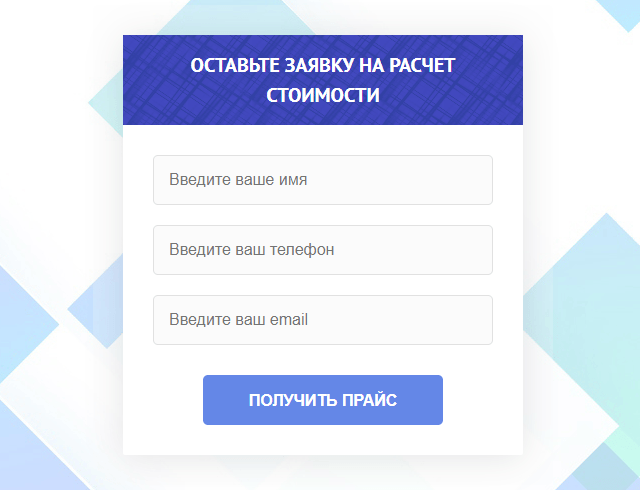 ОСТАВЬТЕ ЗАЯВКУ НА РАСЧЕТ
СТОИМОСТИ
Введите ваше имя
Введите ваш телефон
Введите ваш email
ПОЛУЧИТЬ ПРАЙС